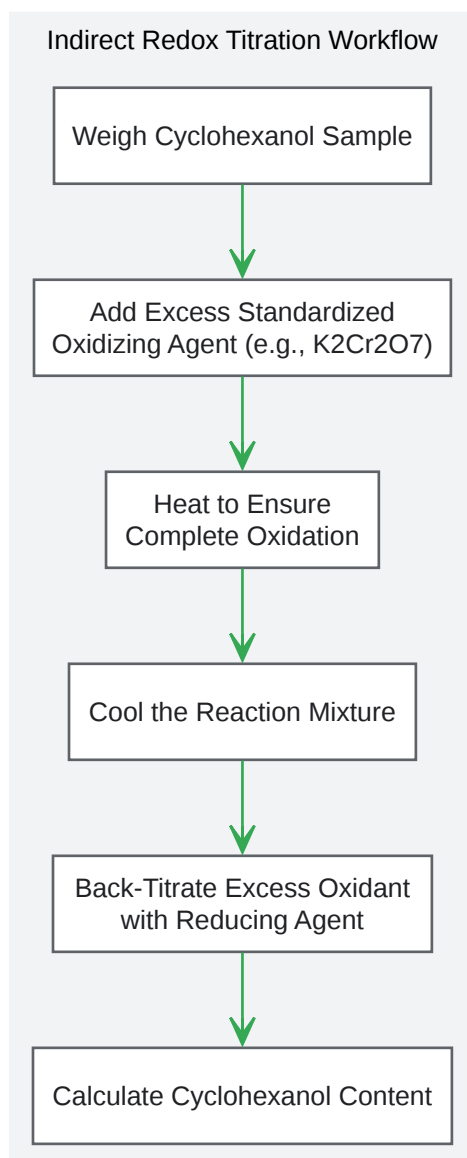 Indirect Redox Titration Workflow
Weigh Cyclohexanol Sample
Add Excess Standardized
Oxidizing Agent (e.g., K2Cr2O7)
Heat to Ensure
Complete Oxidation
Cool the Reaction Mixture
Back-Titrate Excess Oxidant
with Reducing Agent
Calculate Cyclohexanol Content